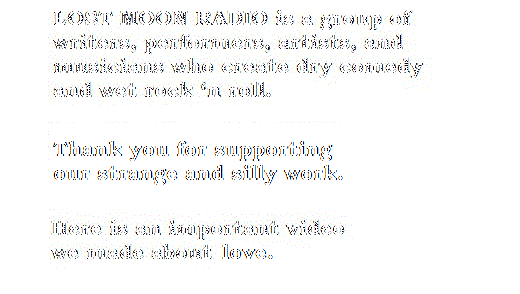 LOST MOON RADIO is a group of
writers, performers, artists, and
musicians who create dry comedy
and wet rock 'n roll.
Thank you for supporting
our strange and silly work.
Here is an important video
we made about love.